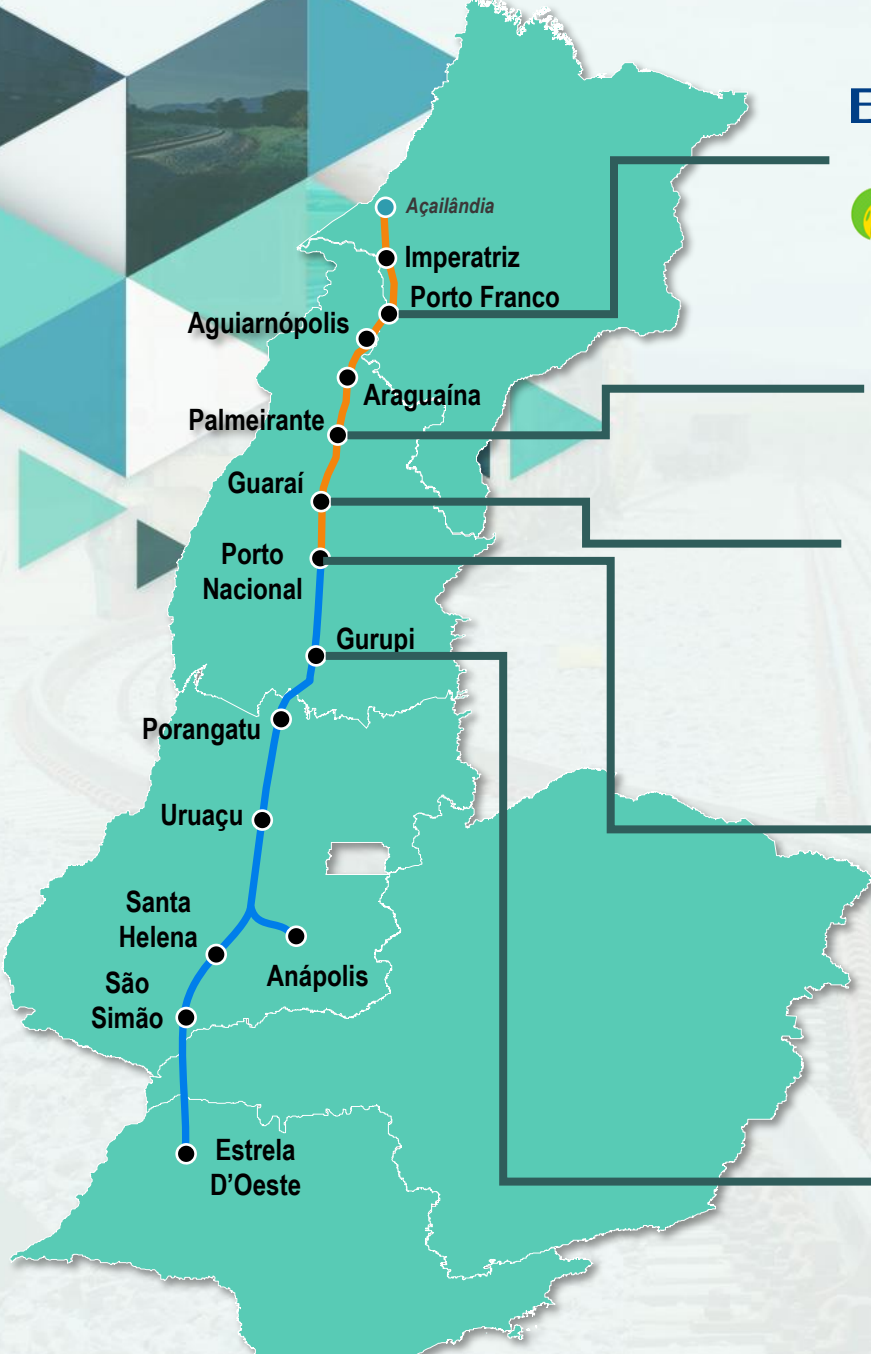 E
Açailândia
Imperatriz
Porto Franco
Aguiarnópolis
Araguaína
Palmeirante
Guaraí
Porto
Nacional
Gurupi
Porangatu
Uruaçu
Santa
Helena
Anápolis
São
Simão
Estrela
D'Oeste